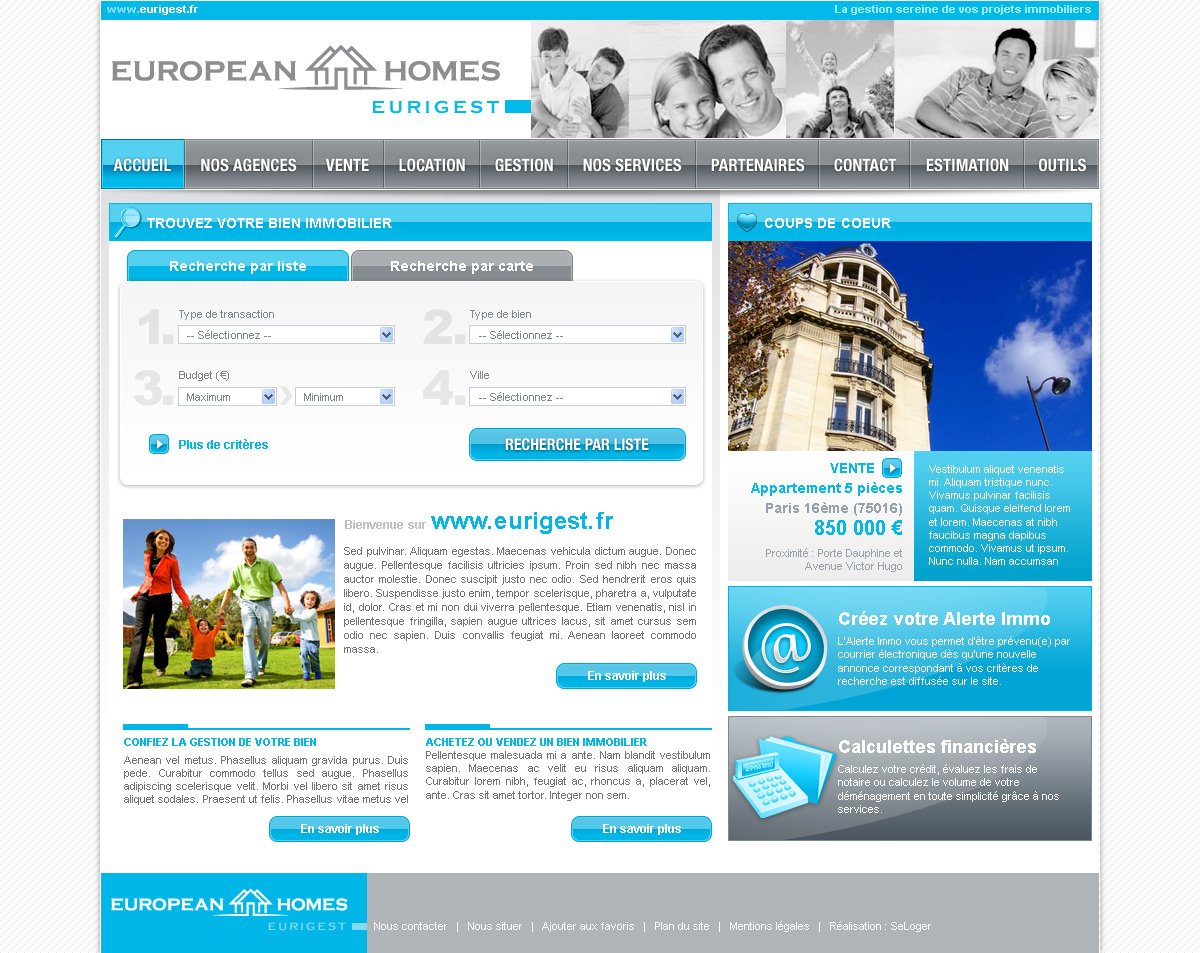 www.eurigest.fr
La gestion sereine de vos projets immobiliers
EUROPEAN HOMES
EURIGEST
ACCUEIL
NOS AGENCES
VENTE
LOCATION
GESTION
NOS SERVICES
PARTENAIRES
CONTACT
ESTIMATION
OUTILS
TROUVEZ VOTRE BIEN IMMOBILIER
Recherche par liste
Recherche par carte
1.
Type de transaction
-- Sélectionnez --
2.
Type de bien
-- Sélectionnez --
3.
Budget (€)
Maximum
Minimum
4.
Ville
-- Sélectionnez --
Plus de critères
RECHERCHE PAR LISTE
Bienvenue sur www.eurigest.fr
Sed pulvinar. Aliquam egestas. Maecenas vehicula dictum augue. Donec
augue. Pellentesque facilisis ultricies ipsum. Proin sed nibh nec massa
auctor molestie. Donec suscipit justo nec odio. Sed hendrerit eros quis
libero. Suspendisse justo enim, tempor scelerisque, pharetra a, vulputate
id, dolor. Cras et mi non dui viverra pellentesque. Etiam venenatis, nisl in
pellentesque fringilla, sapien augue ultrices lacus, sit amet cursus sem
odio nec sapien. Duis convallis feugiat mi. Aenean laoreet commodo
massa.
En savoir plus
CONFIEZ LA GESTION DE VOTRE BIEN
Aenean vel metus. Phasellus aliquam gravida purus. Duis
pede. Curabitur commodo tellus sed augue. Phasellus
adipiscing scelerisque velit. Morbi vel libero sit amet risus
aliquet sodales. Praesent ut felis. Phasellus vitae metus vel
En savoir plus
ACHETEZ OU VENDEZ UN BIEN IMMOBILIER
Pellentesque malesuada mi a ante. Nam blandit vestibulum
sapien. Maecenas ac velit eu risus aliquam aliquam.
Curabitur lorem nibh, feugiat ac, rhoncus a, placerat vel,
ante. Cras sit amet tortor. Integer non sem.
En savoir plus
COUPS DE COEUR
VENTE
Appartement 5 pièces
Paris 16ème (75016)
850 000 €
Proximité : Porte Dauphine et
Avenue Victor Hugo
Vestibulum aliquet venenatis
mi. Aliquam tristique nunc.
Vivamus pulvinar facilisis
quam. Quisque eleifend lorem
et lorem. Maecenas at nibh
faucibus magna dapibus
commodo. Vivamus ut ipsum.
Nunc nulla. Nam accumsan
@
Créez votre Alerte Immo
L'Alerte Immo vous permet d'être prévenu(e) par
courrier électronique dès qu'une nouvelle
annonce correspondant à vos critères de
recherche est diffusée sur le site.
Calculettes financières
Calculez votre crédit, évaluez les frais de
notaire ou calculez le volume de votre
déménagement en toute simplicité grâce à nos
services.
EUROPEAN HOMES
EURIGEST
Nous contacter | Nous situer | Ajouter aux favoris | Plan du site | Mentions légales | Réalisation : SeLoger